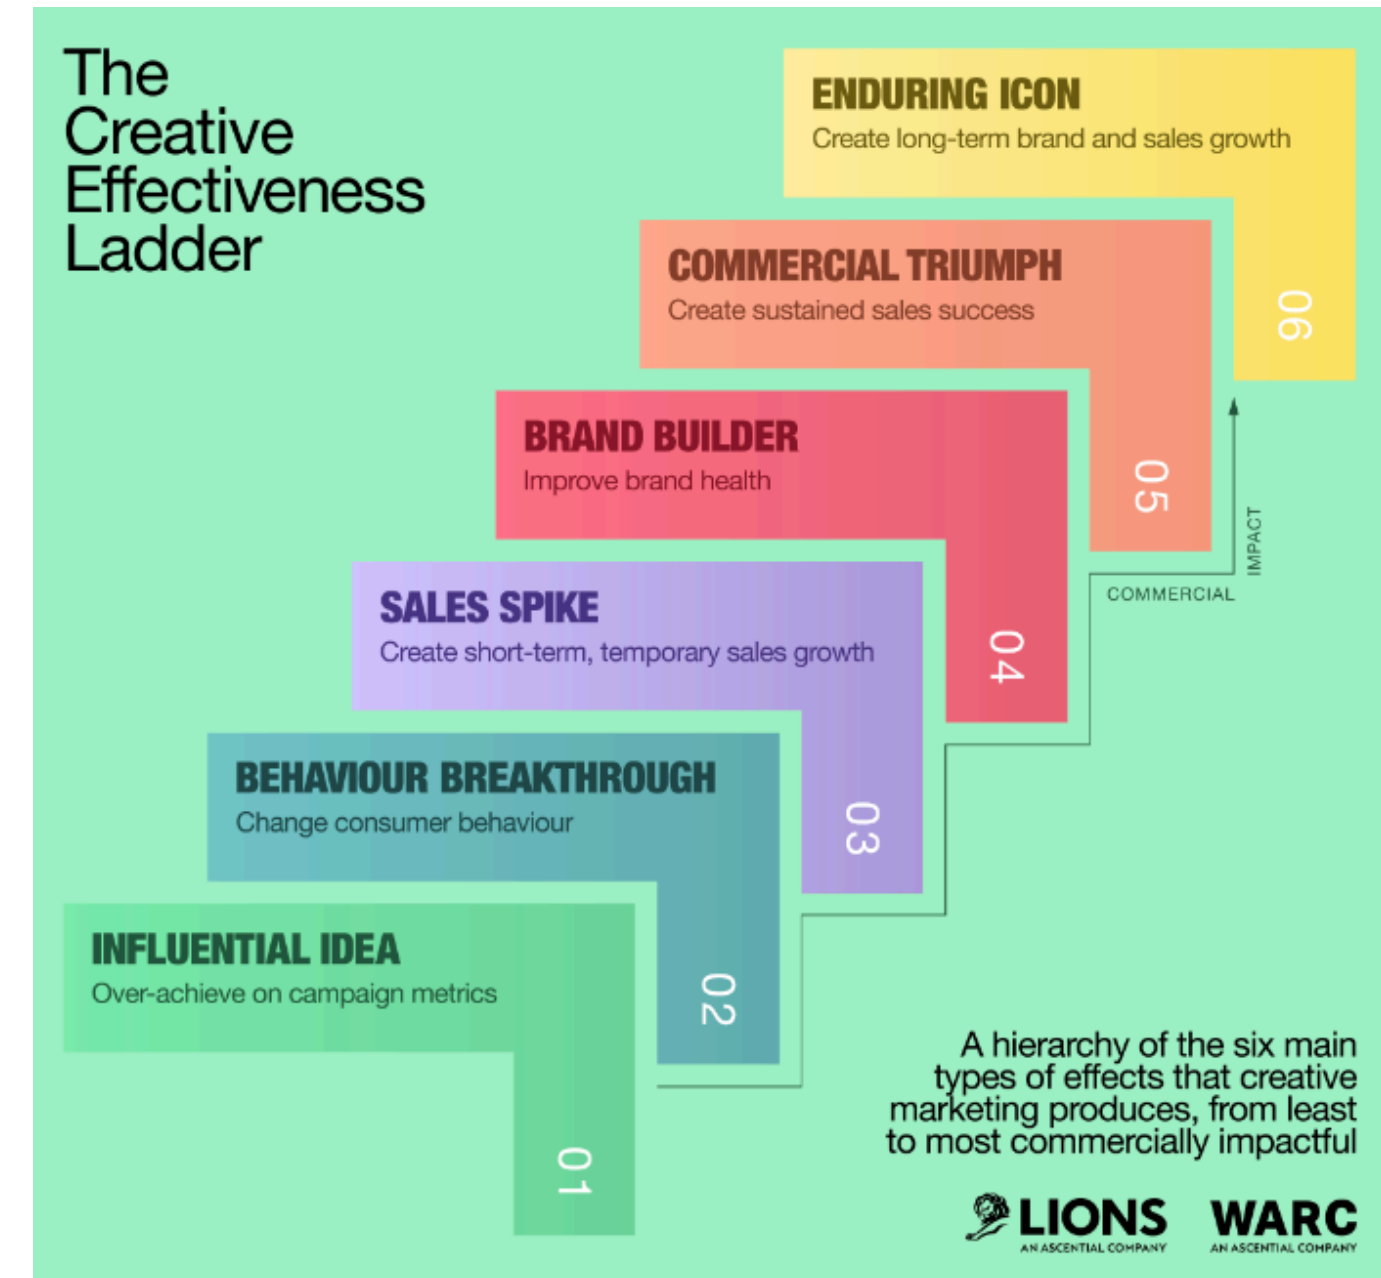 The
Creative
Effectiveness
Ladder
ENDURING ICON
Create long-term brand and sales growth
06
COMMERCIAL TRIUMPH
Create sustained sales success
05
BRAND BUILDER
Improve brand health
04
IMPACT
COMMERCIAL
SALES SPIKE
Create short-term, temporary sales growth
03
BEHAVIOUR BREAKTHROUGH
Change consumer behaviour
02
INFLUENTIAL IDEA
Over-achieve on campaign metrics
01
A hierarchy of the six main
types of effects that creative
marketing produces, from least
to most commercially impactful
LIONS
AN ASCENTIAL COMPANY
WARC
AN ASCENTIAL COMPANY